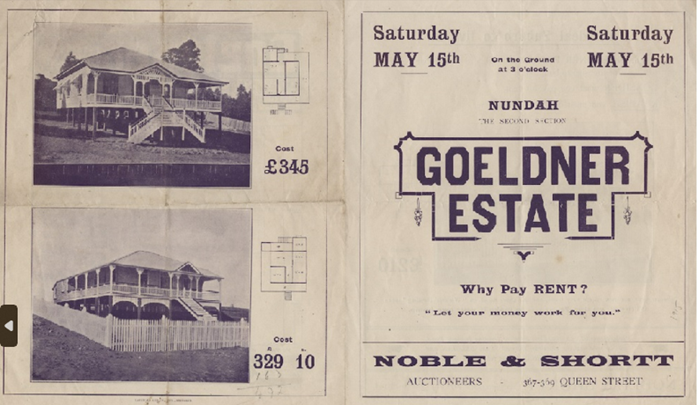 Cost
£345
Cost
329 10
Saturday
MAY 15th
On the Ground
at 3 o'clock
Saturday
MAY 15th
NUNDAH
THE SECOND SECTION
GOELDNER
ESTATE
Why Pay RENT?
"Let your money work for you."
NOBLE & SHORTT
AUCTIONEERS - 367-369 QUEEN STREET